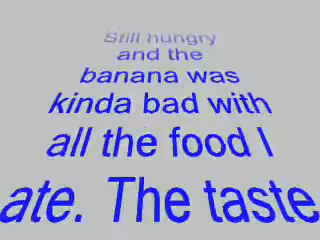 Still hungry
and the
banana was
kinda bad with
all the food I
ate. The taste